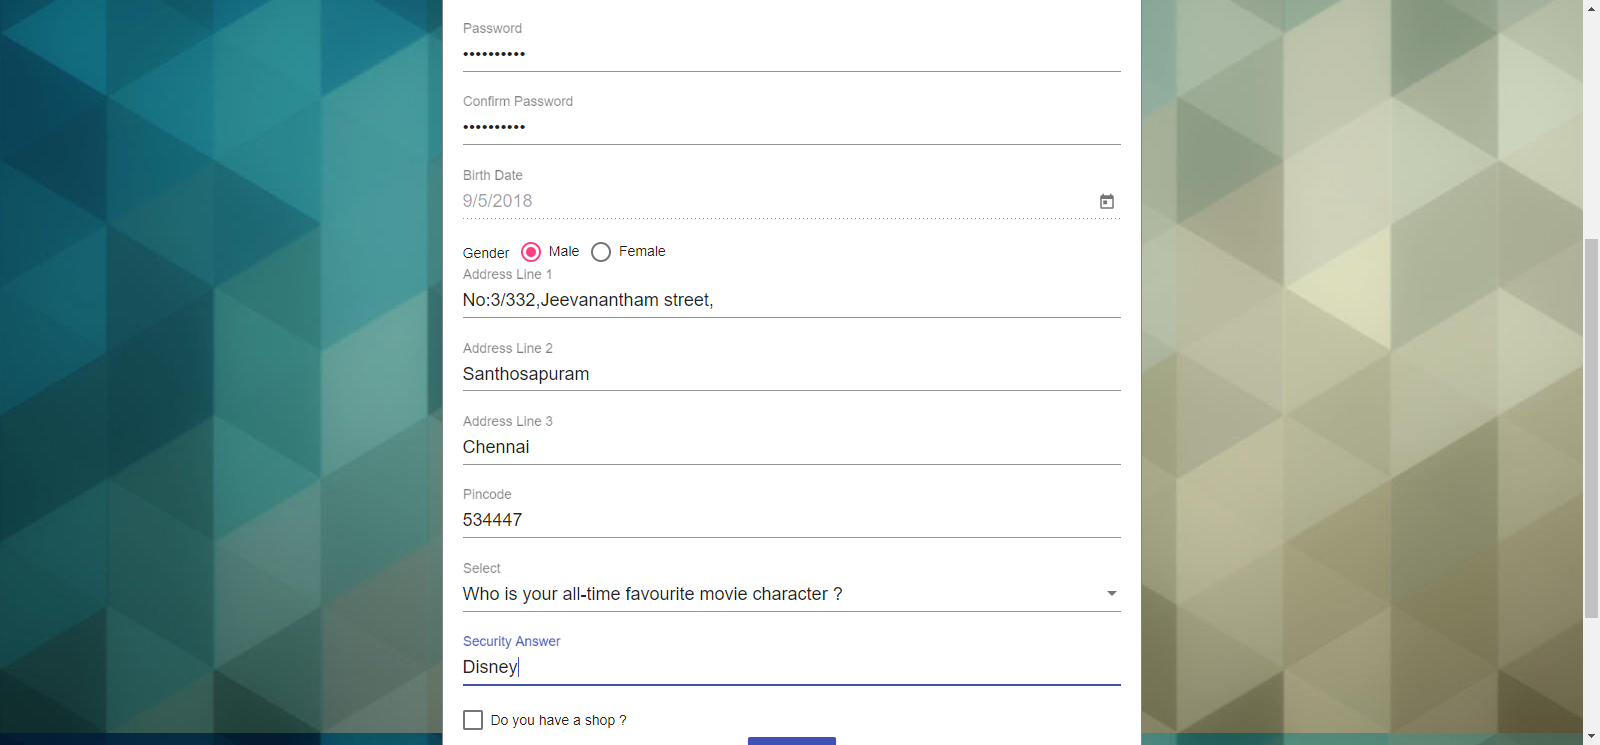 Password
••••••••••
Confirm Password
••••••••••
Birth Date
9/5/2018
Gender Male Female
Address Line 1
No:3/332,Jeevanantham street,
Address Line 2
Santhosapuram
Address Line 3
Chennai
Pincode
534447
Select
Who is your all-time favourite movie character ?
Security Answer
Disney
Do you have a shop ?